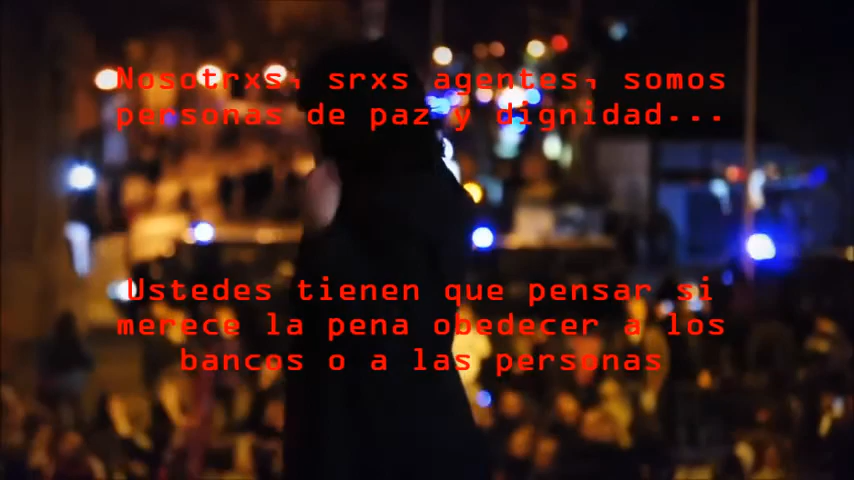 Nosotrxs, srxs agentes, somos
personas de paz y dignidad...
Ustedes tienen que pensar si
merece la pena obedecer a los
bancos o a las personas